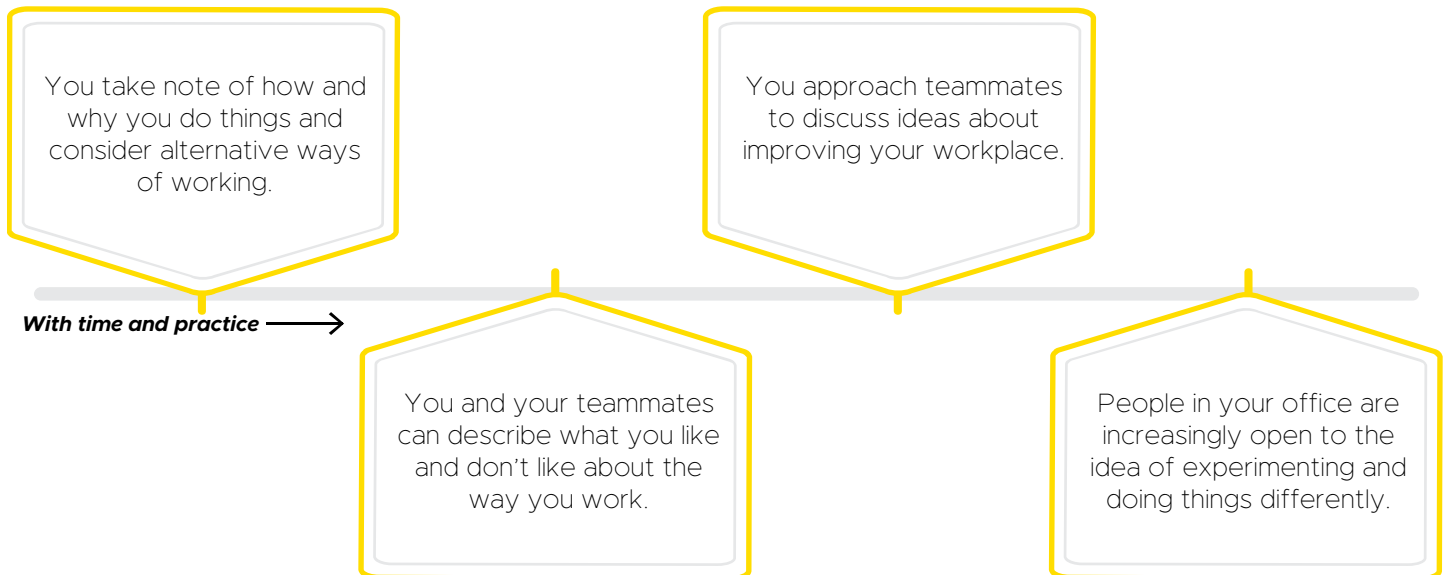 You take note of how and
why you do things and
consider alternative ways
of working.
You approach teammates
to discuss ideas about
improving your workplace.
With time and practice
You and your teammates
can describe what you like
and don’t like about the
way you work.
People in your office are
increasingly open to the
idea of experimenting and
doing things differently.